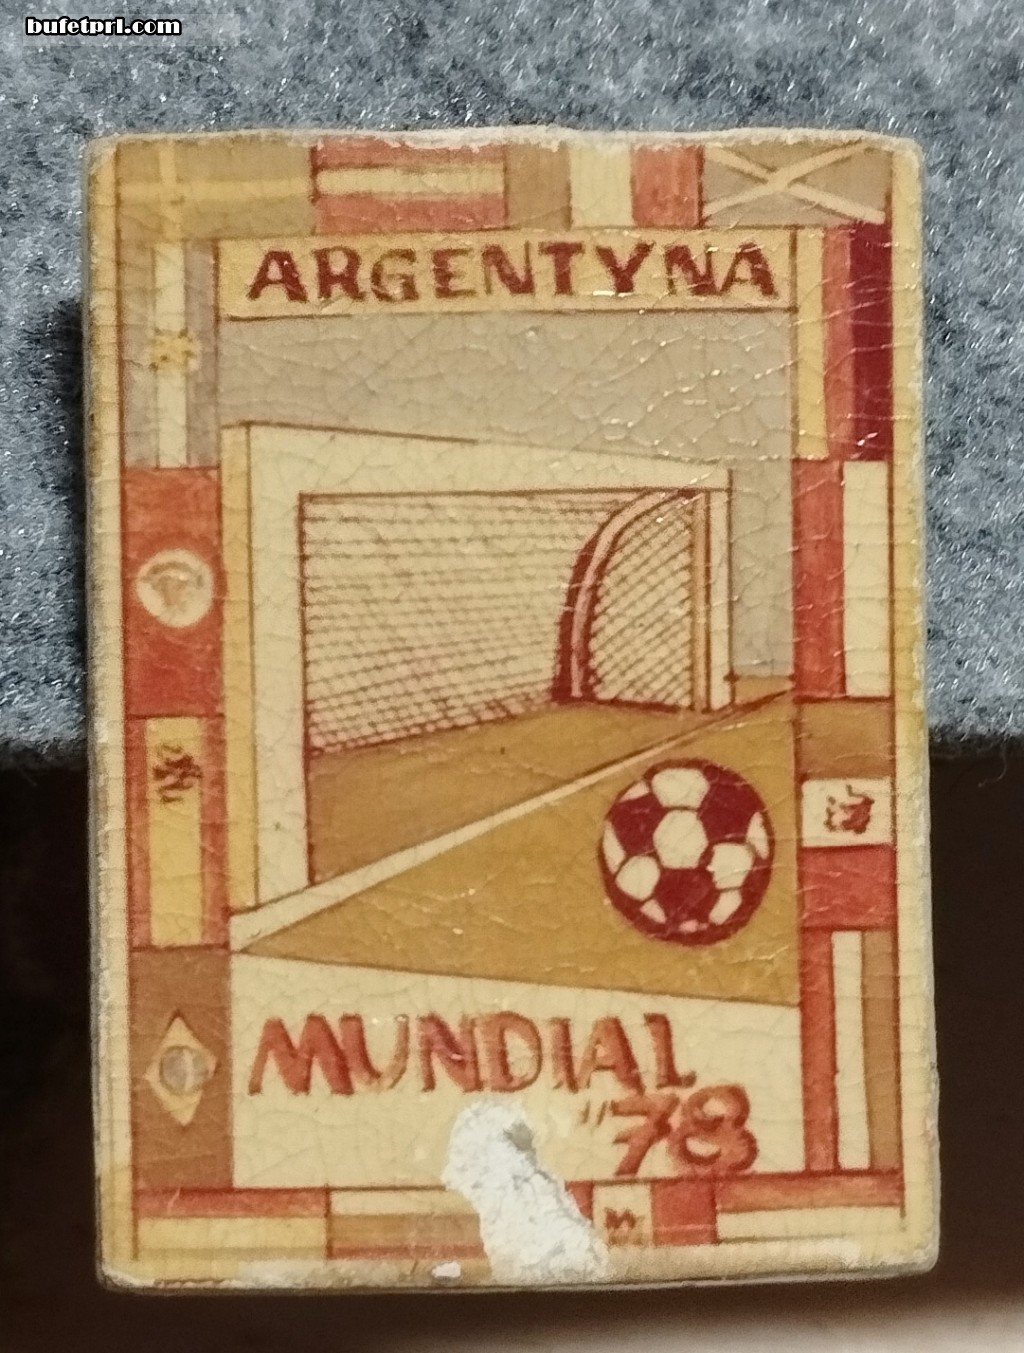 bufetprl.com
ARGENTYNA
MUNDIAL
"78